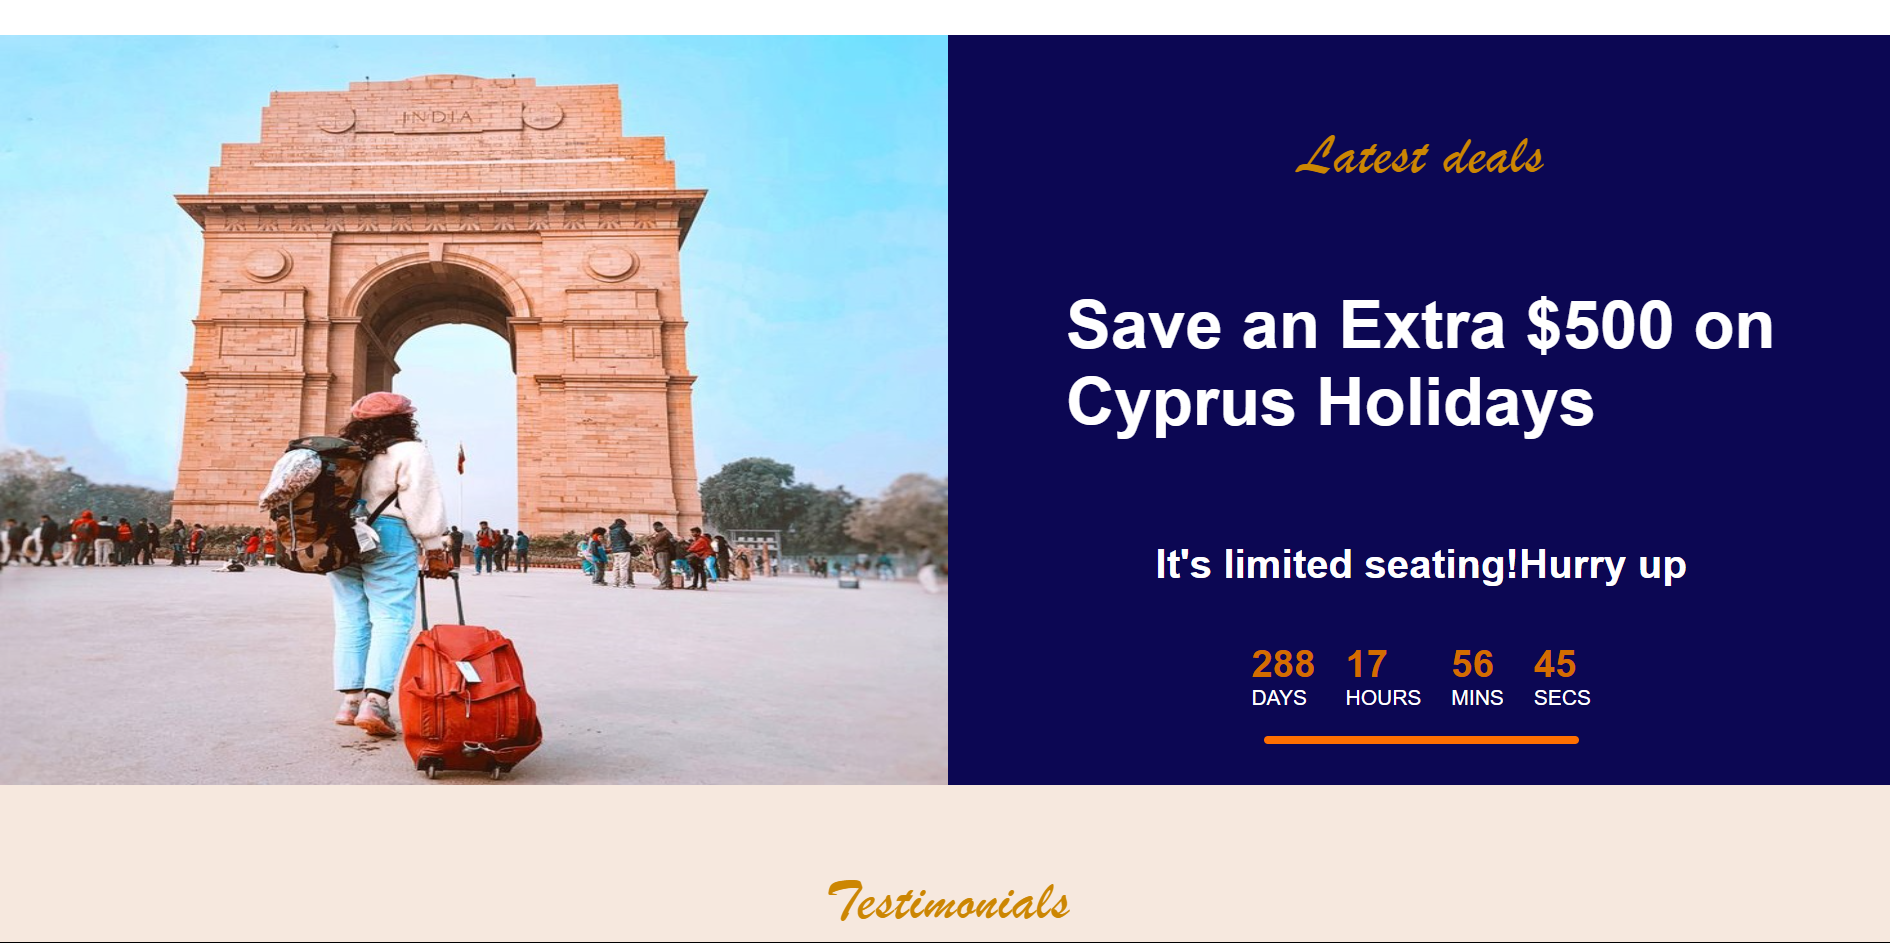 INDIA
Latest deals
Save an Extra $500 on
Cyprus Holidays
It's limited seating!Hurry up
288 17 56 45
DAYS HOURS MINS SECS
Testimonials